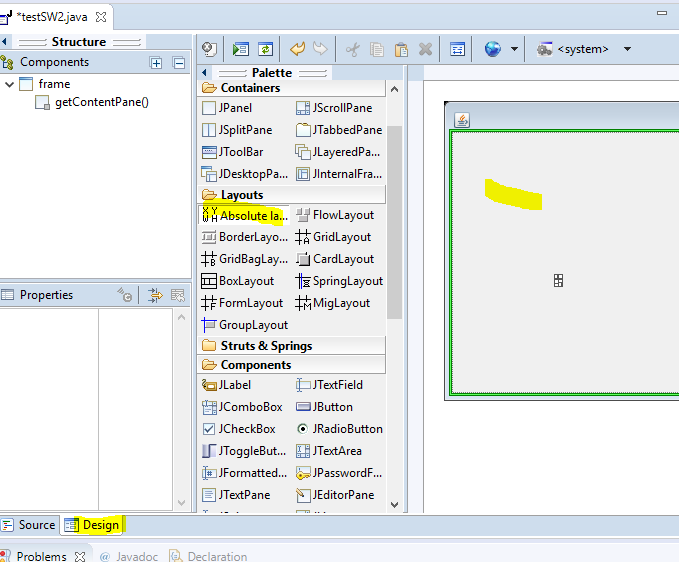 *testSW2.java
Structure
Components
frame
getContentPane()
Properties
<system>
Palette
Containers
JPanel JScrollPane
JSplitPane JTabbedPane
JToolBar JLayeredPa...
JDesktopPa... JInternalFra...
Layouts
Absolute la... FlowLayout
BorderLayo... GridLayout
GridBagLay... CardLayout
BoxLayout SpringLayout
FormLayout MigLayout
GroupLayout
Struts & Springs
Components
JLabel JTextField
JComboBox JButton
JCheckBox JRadioButton
JToggleBut... JTextArea
JFormatted... JPasswordF...
JTextPane JEditorPane
Source Design
Problems @ Javadoc Declaration